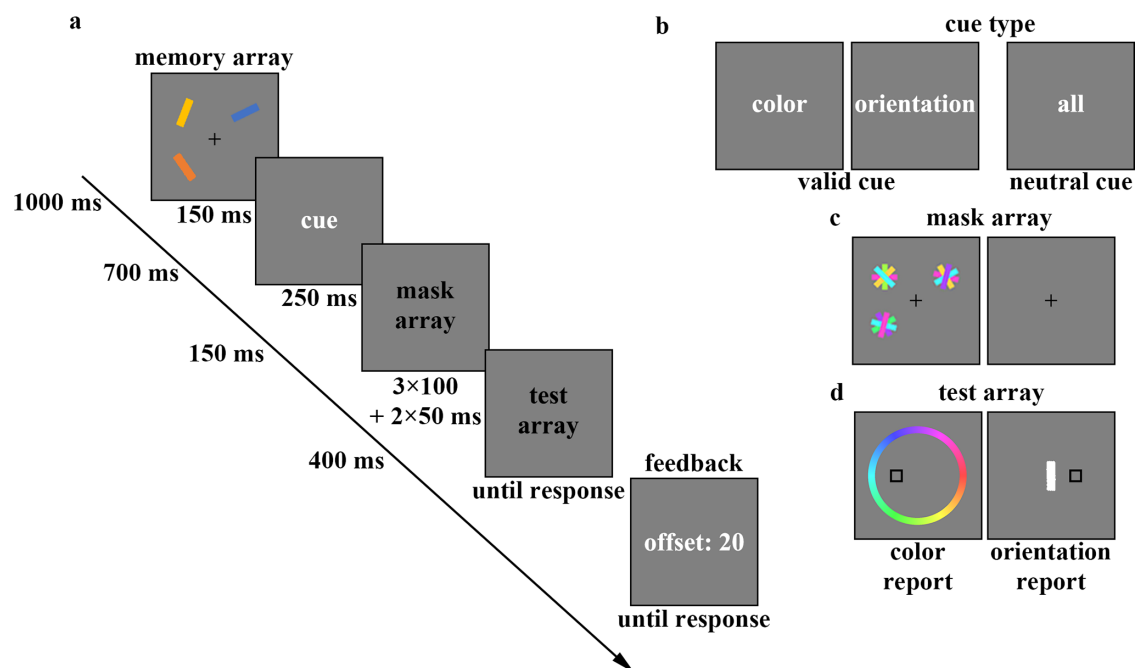 a
memory array
150 ms
1000 ms
cue
250 ms
700 ms
mask
array
3×100
+ 2×50 ms
150 ms
test
array
until response
400 ms
feedback
offset: 20
until response
b
cue type
color
orientation
all
valid cue
neutral cue
c
mask array
d
test array
color
report
orientation
report